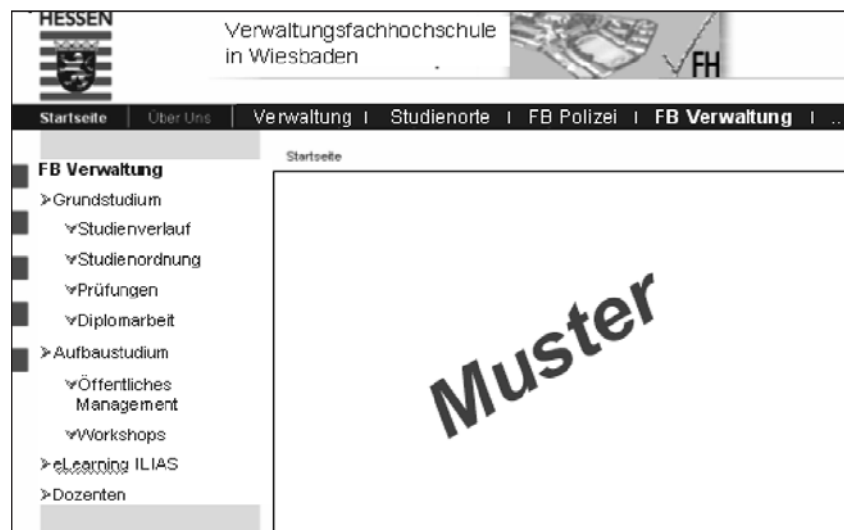 HESSEN
Verwaltungsfachhochschule
in Wiesbaden
FH
Startseite | Über Uns | Verwaltung I Studienorte I FB Polizei I FB Verwaltung I ..
Startseite
FB Verwaltung
>Grundstudium
Studienverlauf
Studienordnung
Prüfungen
Diplomarbeit
>Aufbaustudium
Öffentliches
Management
Workshops
>eLearning ILIAS
>Dozenten
Muster